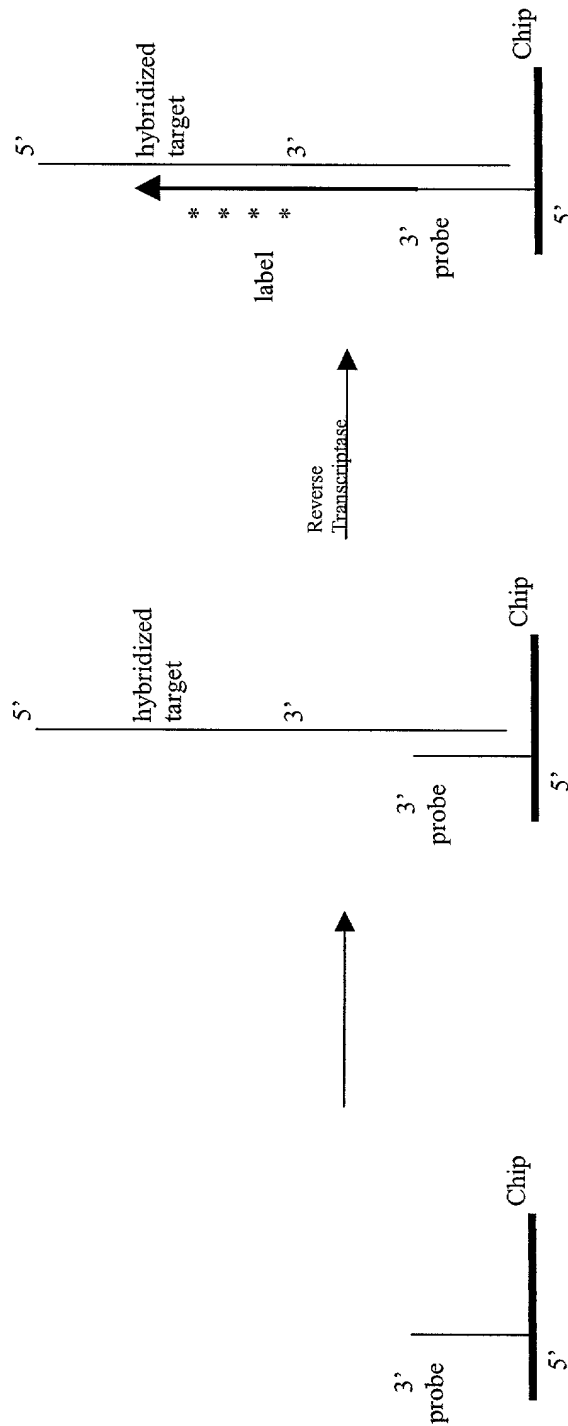 3'
probe
5'
Chip
5'
hybridized
target
3'
3'
probe
5'
Chip
Reverse
Transcriptase
5'
hybridized
target
3'
*
*
*
*
label
3'
probe
5'
Chip